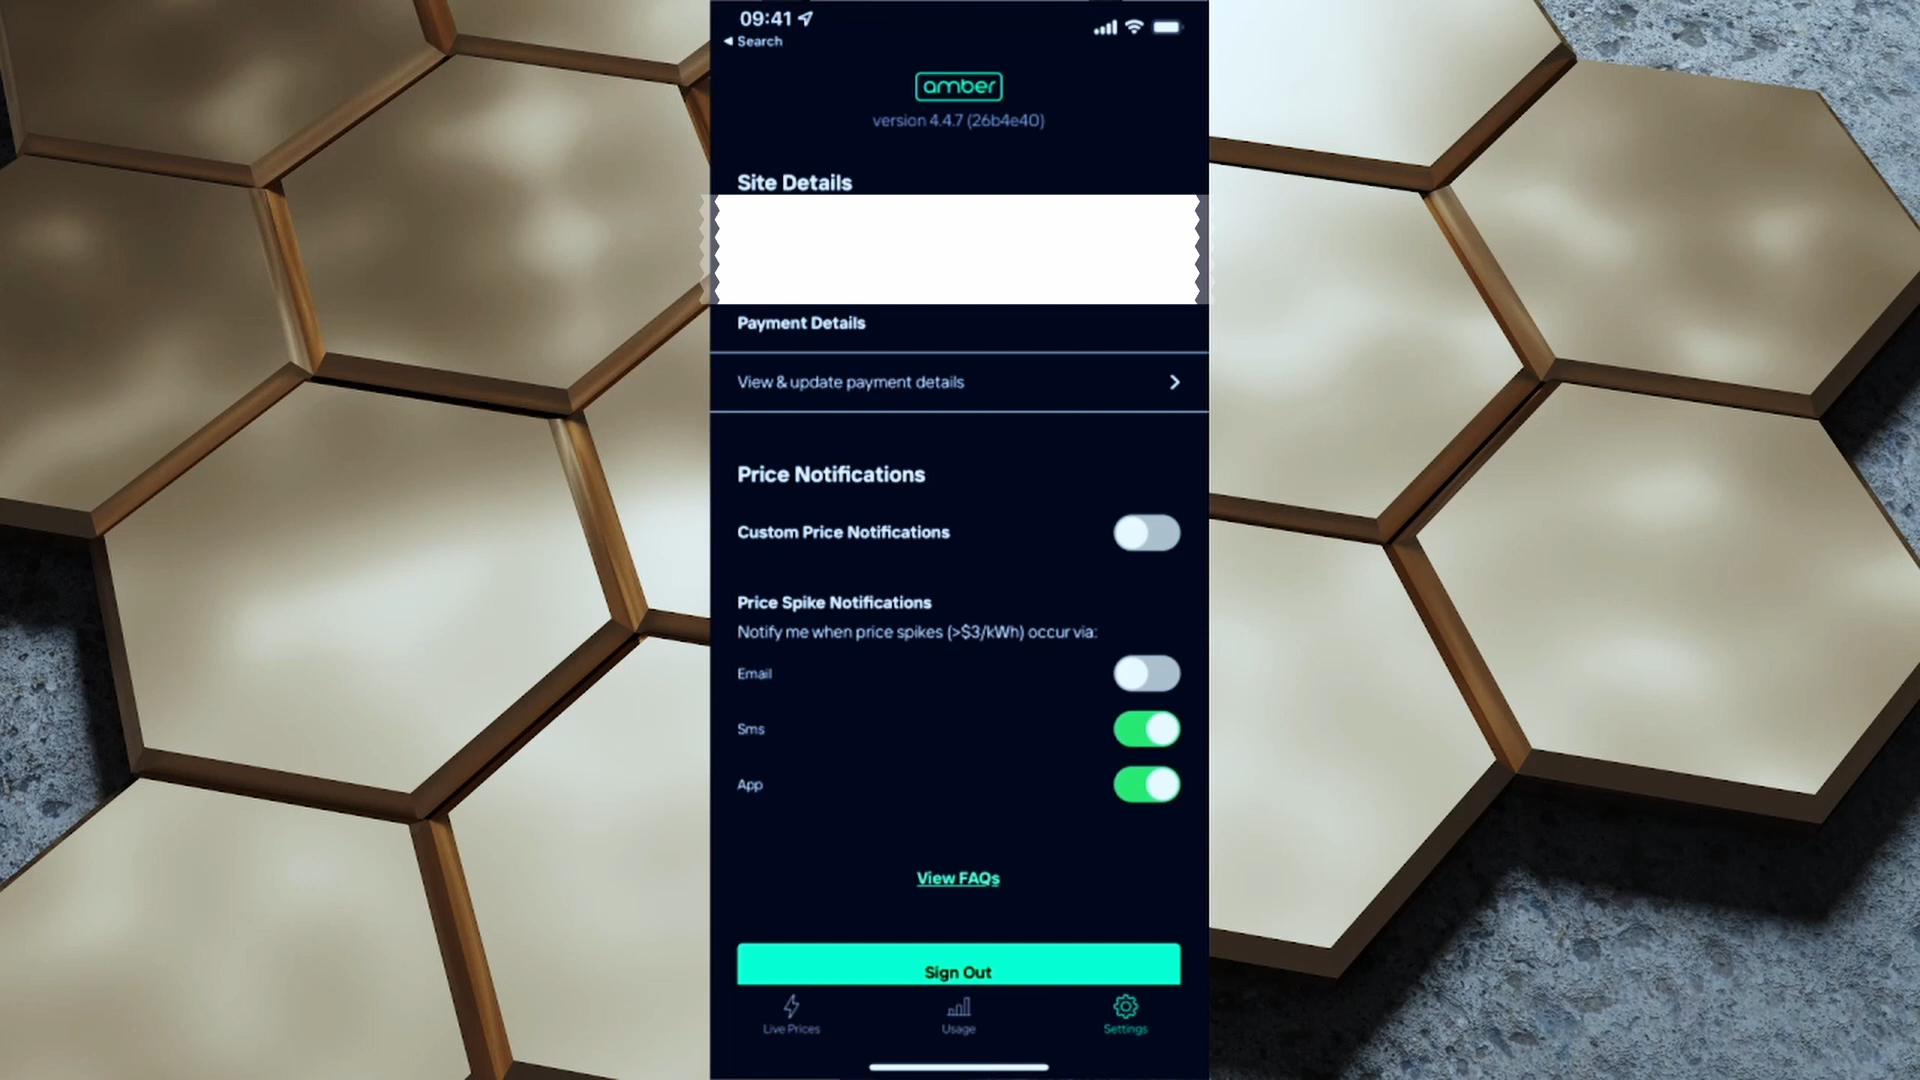 09:41
◀ Search
amber
version 4.4.7 (26b4e40)
Site Details
Payment Details
View & update payment details
Price Notifications
Custom Price Notifications
Price Spike Notifications
Notify me when price spikes (>$3/kWh) occur via:
Email
Sms
App
View FAQs
Sign Out
Live Prices
Usage
Settings